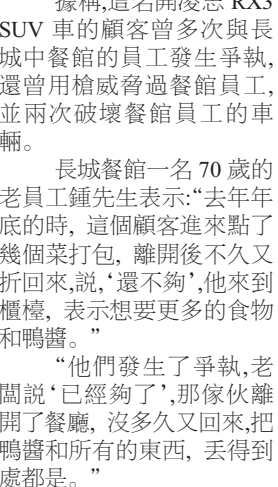 據稱,這名開凌志 RX3
SUV 車的顧客曾多次與長
城中餐館的員工發生爭執,
還曾用槍威脅過餐館員工,
並兩次破壞餐館員工的車
輛。
長城餐館一名 70 歲的
老員工鍾先生表示:“去年年
底的時, 這個顧客進來點了
幾個菜打包, 離開後不久又
折回來,説,‘還不夠’,他來到
櫃檯, 表示想要更多的食物
和鴨醬。”
“他們發生了爭執,老
闆説‘已經夠了’,那傢伙離
開了餐廳, 沒多久又回來,把
鴨醬和所有的東西, 丟得到
處都是。”